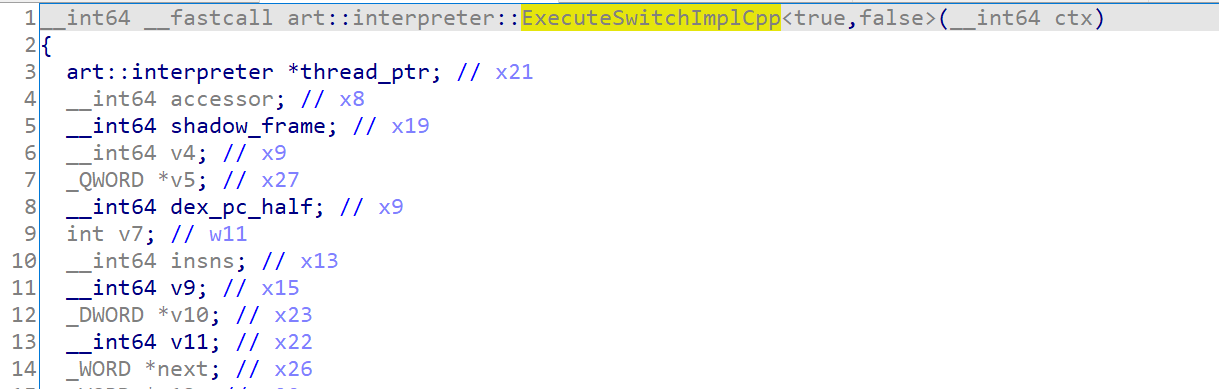 1 __int64 __fastcall art::interpreter::ExecuteSwitchImplCpp<true,false>(__int64 ctx)
2 {
3 art::interpreter *thread_ptr; // x21
4 __int64 accessor; // x8
5 __int64 shadow_frame; // x19
6 __int64 v4; // x9
7 _QWORD *v5; // x27
8 __int64 dex_pc_half; // x9
9 int v7; // w11
10 __int64 insns; // x13
11 __int64 v9; // x15
12 _DWORD *v10; // x23
13 __int64 v11; // x22
14 _WORD *next; // x26